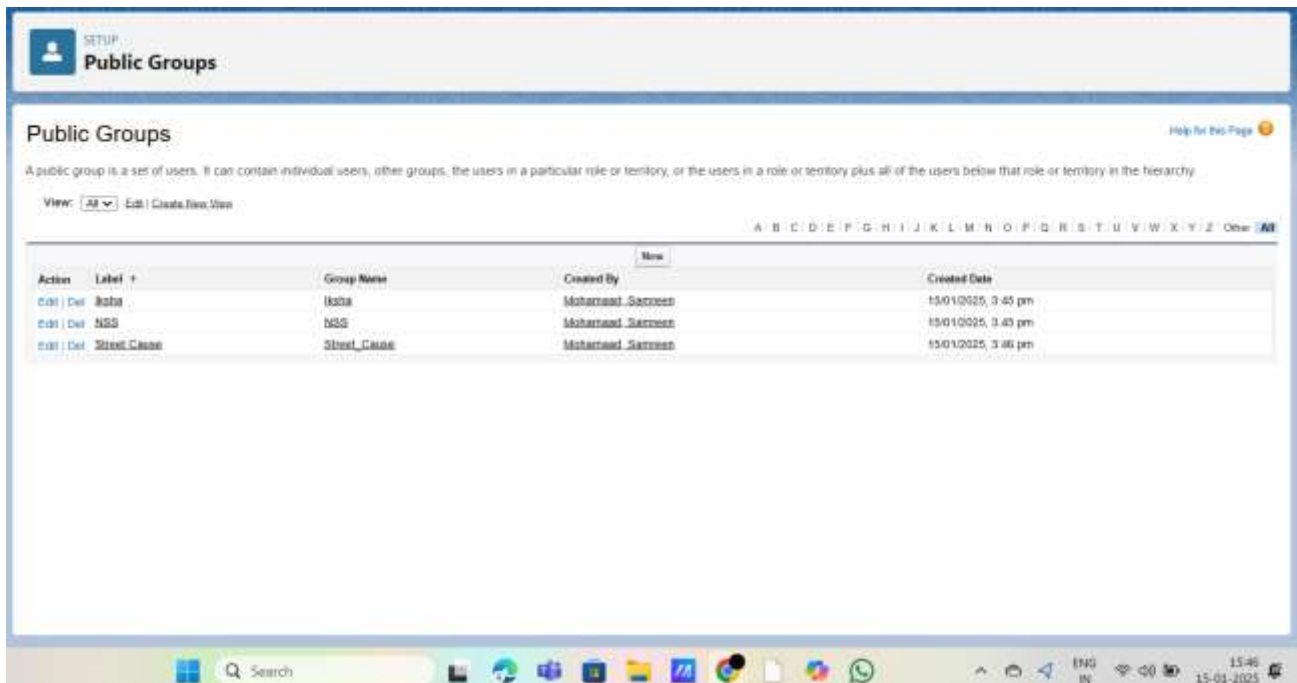 SETUP
Public Groups
Public Groups
Help for this Page
A public group is a set of users. It can contain individual users, other groups, the users in a particular role or territory, or the users in a role or territory plus all of the users below that role or territory in the hierarchy.
View: All Edit | Create New View
A | B | C | D | E | F | G | H | I | J | K | L | M | N | O | P | Q | R | S | T | U | V | W | X | Y | Z | Other | All
New
Action Label + Group Name Created By Created Date
Edit | Del Iksha Iksha Mohamaad, Samreen 15/01/2025, 3:45 pm
Edit | Del NSS NSS Mohamaad, Samreen 15/01/2025, 3:45 pm
Edit | Del Street Cause Street_Cause Mohamaad, Samreen 15/01/2025, 3:46 pm
Search
ENG
IN
15:46
15-01-2025